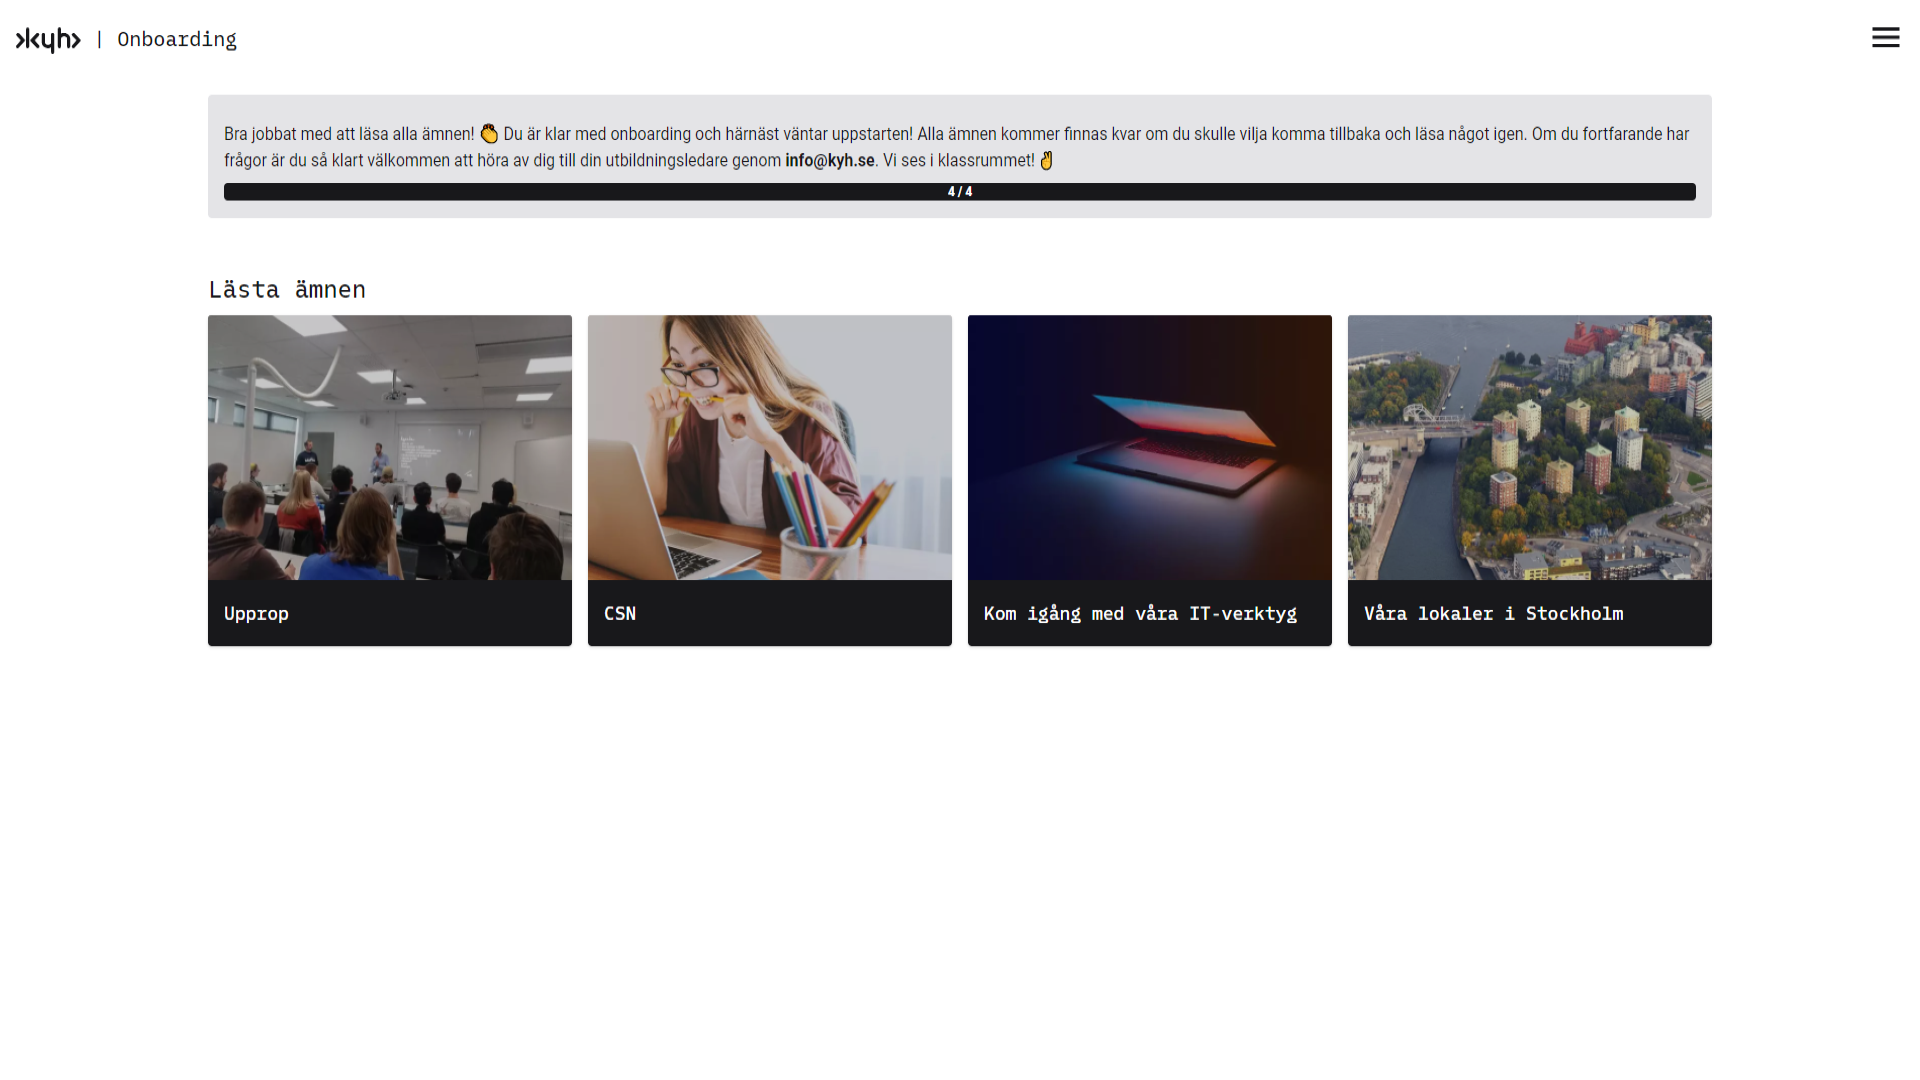 kyh | Onboarding
Bra jobbat med att läsa alla ämnen! 👏 Du är klar med onboarding och härnäst väntar uppstarten! Alla ämnen kommer finnas kvar om du skulle vilja komma tillbaka och läsa något igen. Om du fortfarande har
frågor är du så klart välkommen att höra av dig till din utbildningsledare genom info@kyh.se. Vi ses i klassrummet! ✌
4 / 4
Lästa ämnen
Upprop
CSN
Kom igång med våra IT-verktyg
Våra lokaler i Stockholm